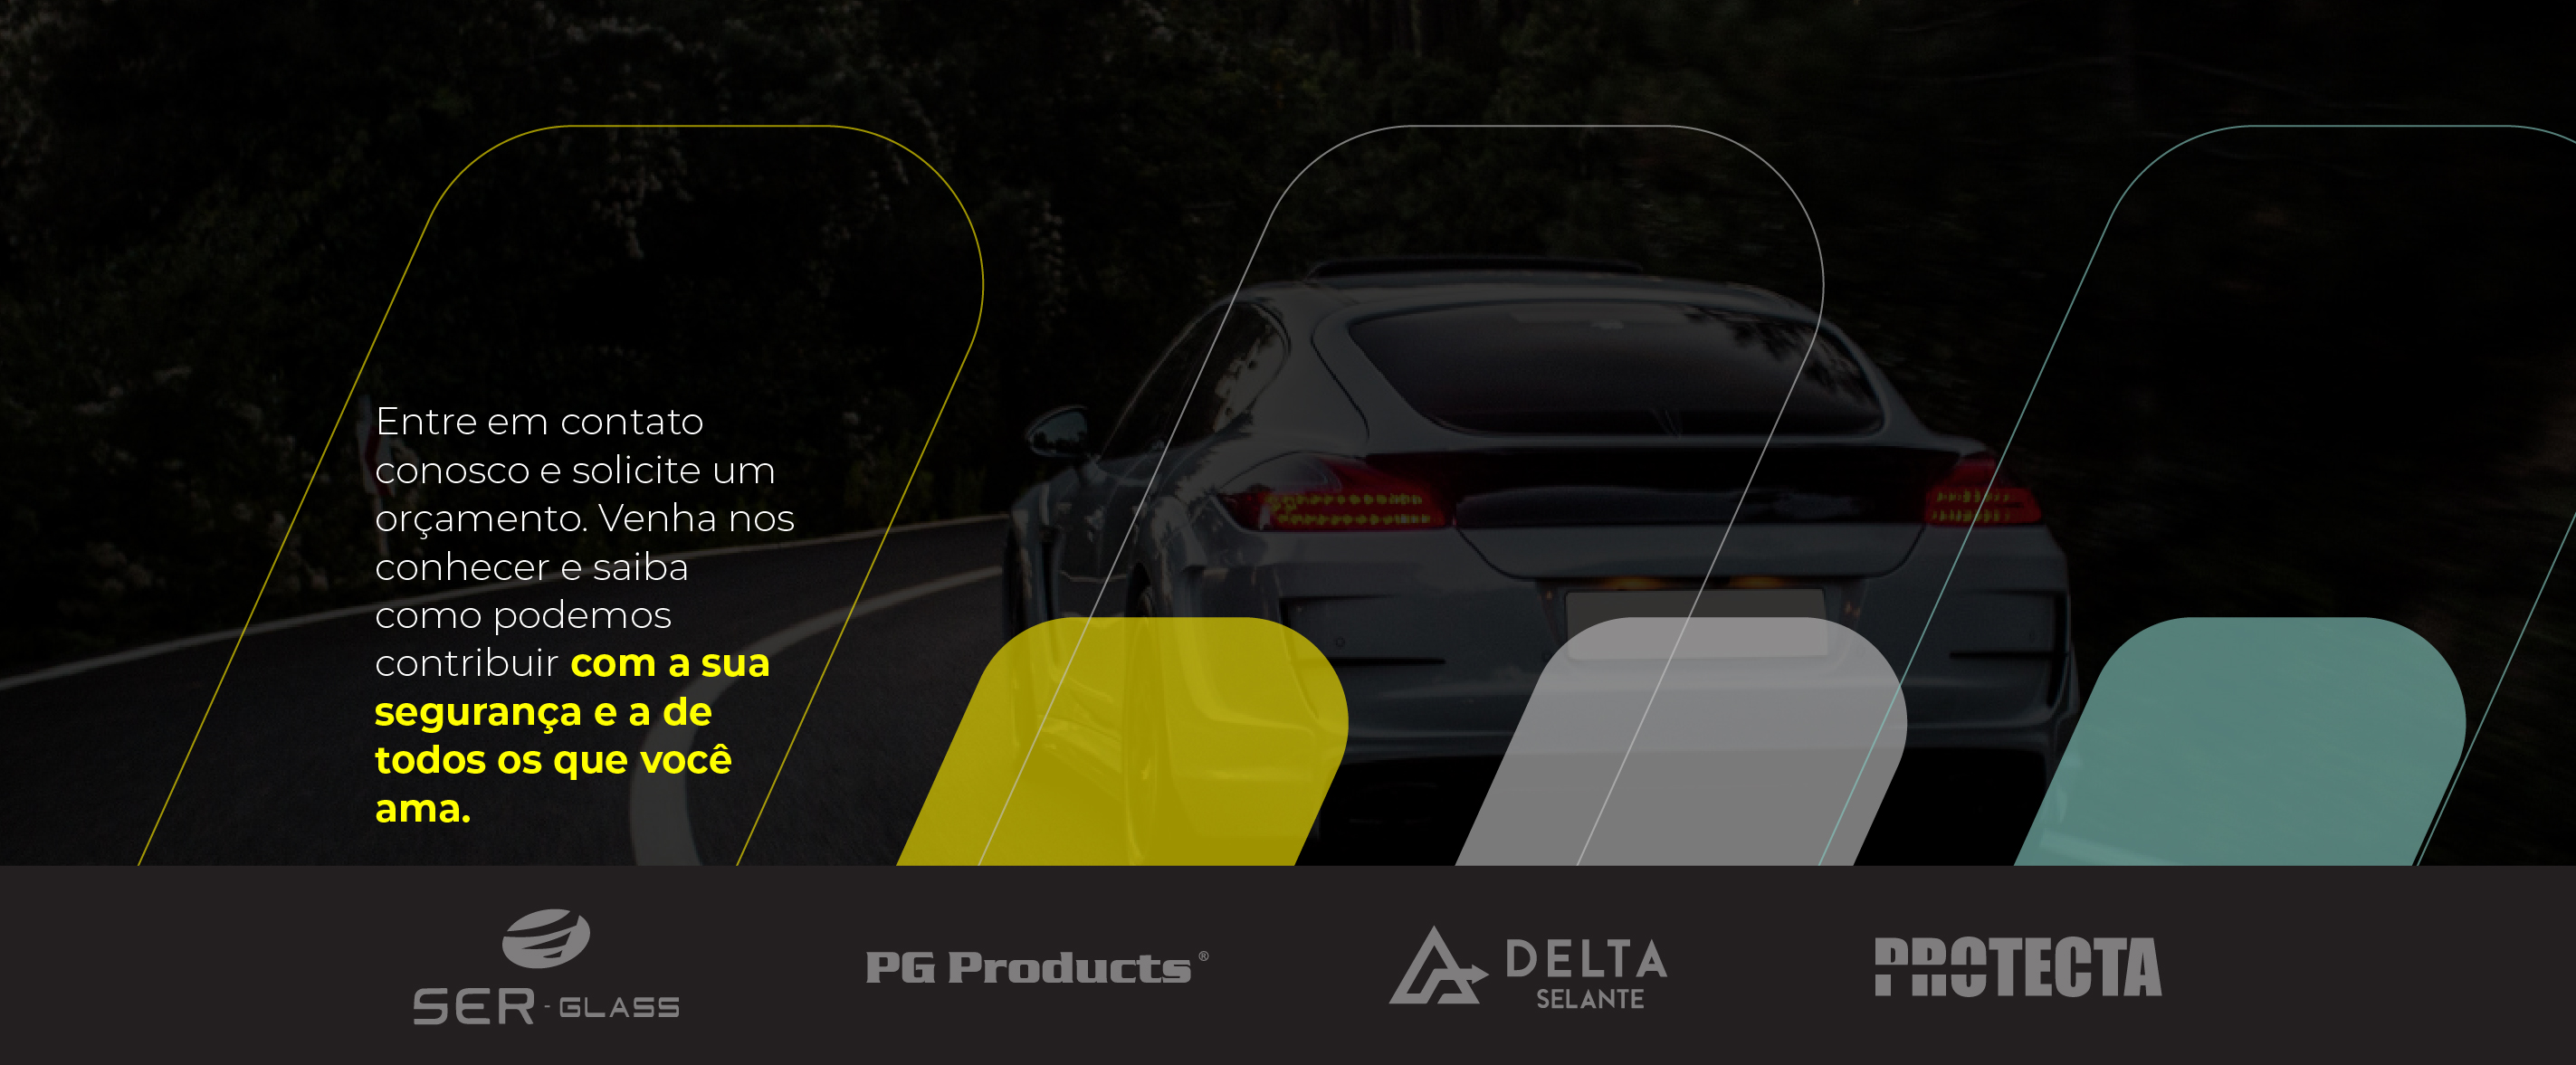 Entre em contato
conosco e solicite um
orçamento. Venha nos
conhecer e saiba
como podemos
contribuir com a sua
segurança e a de
todos os que você
ama.
SER-GLASS
PG Products®
DELTA
SELANTE
PROTECTA